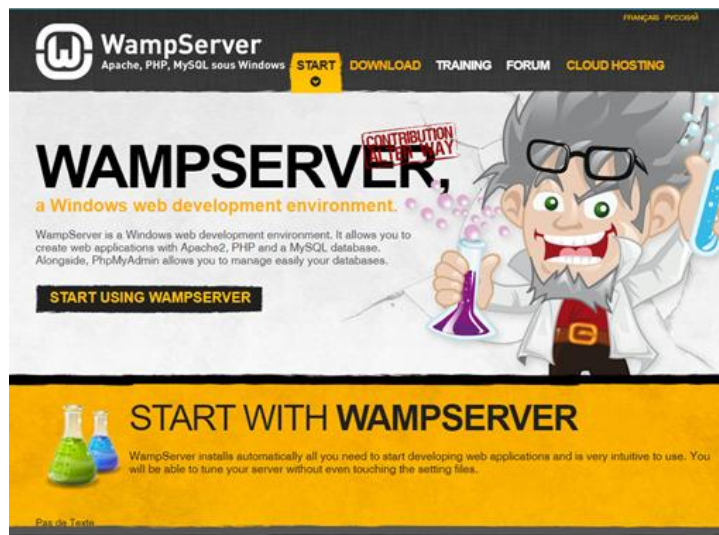 FRANÇAIS РУССКИЙ
WampServer
Apache, PHP, MySQL sous Windows
START DOWNLOAD TRAINING FORUM CLOUD HOSTING
CONTRIBUTION
ALTER WAY
WAMPSERVER,
a Windows web development environment.
WampServer is a Windows web development environment. It allows you to
create web applications with Apache2, PHP and a MySQL database.
Alongside, PhpMyAdmin allows you to manage easily your databases.
START USING WAMPSERVER
START WITH WAMPSERVER
WampServer installs automatically all you need to start developing web applications and is very intuitive to use. You
will be able to tune your server without even touching the setting files.
Pas de Texte